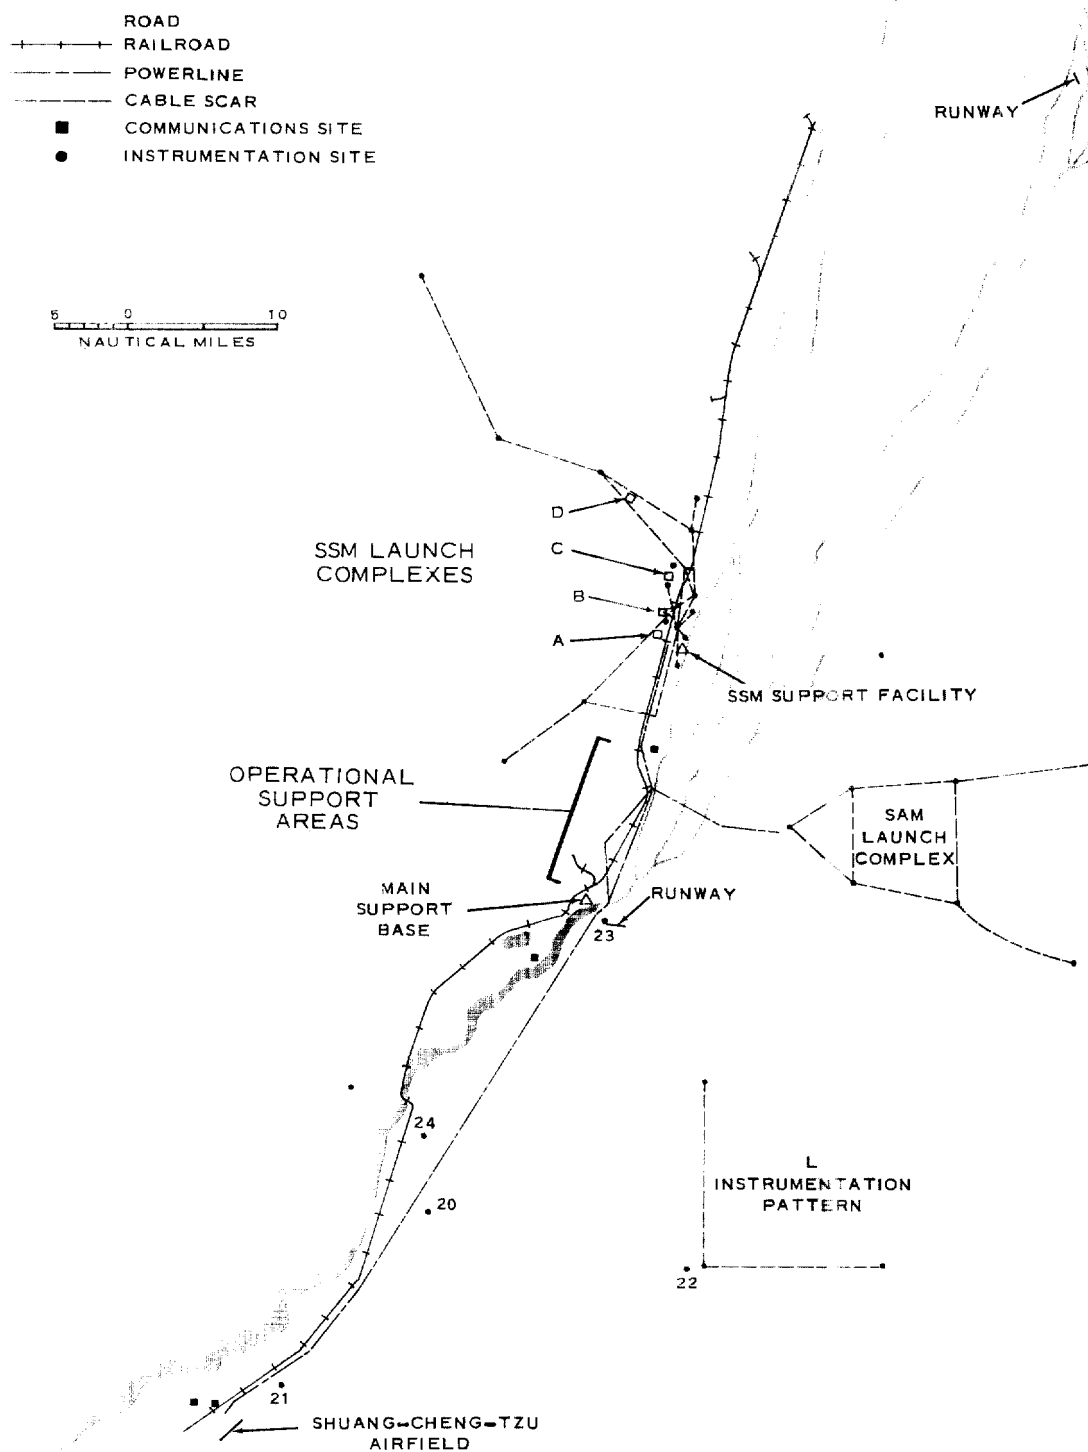 ROAD
RAILROAD
POWERLINE
CABLE SCAR
COMMUNICATIONS SITE
INSTRUMENTATION SITE
RUNWAY
5 0 10
NAUTICAL MILES
D
SSM LAUNCH
COMPLEXES
C
B
A
SSM SUPPORT FACILITY
OPERATIONAL
SUPPORT
AREAS
SAM
LAUNCH
COMPLEX
MAIN
SUPPORT
BASE
RUNWAY
23
24
20
L
INSTRUMENTATION
PATTERN
22
21
SHUANG-CHENG-TZU
AIRFIELD